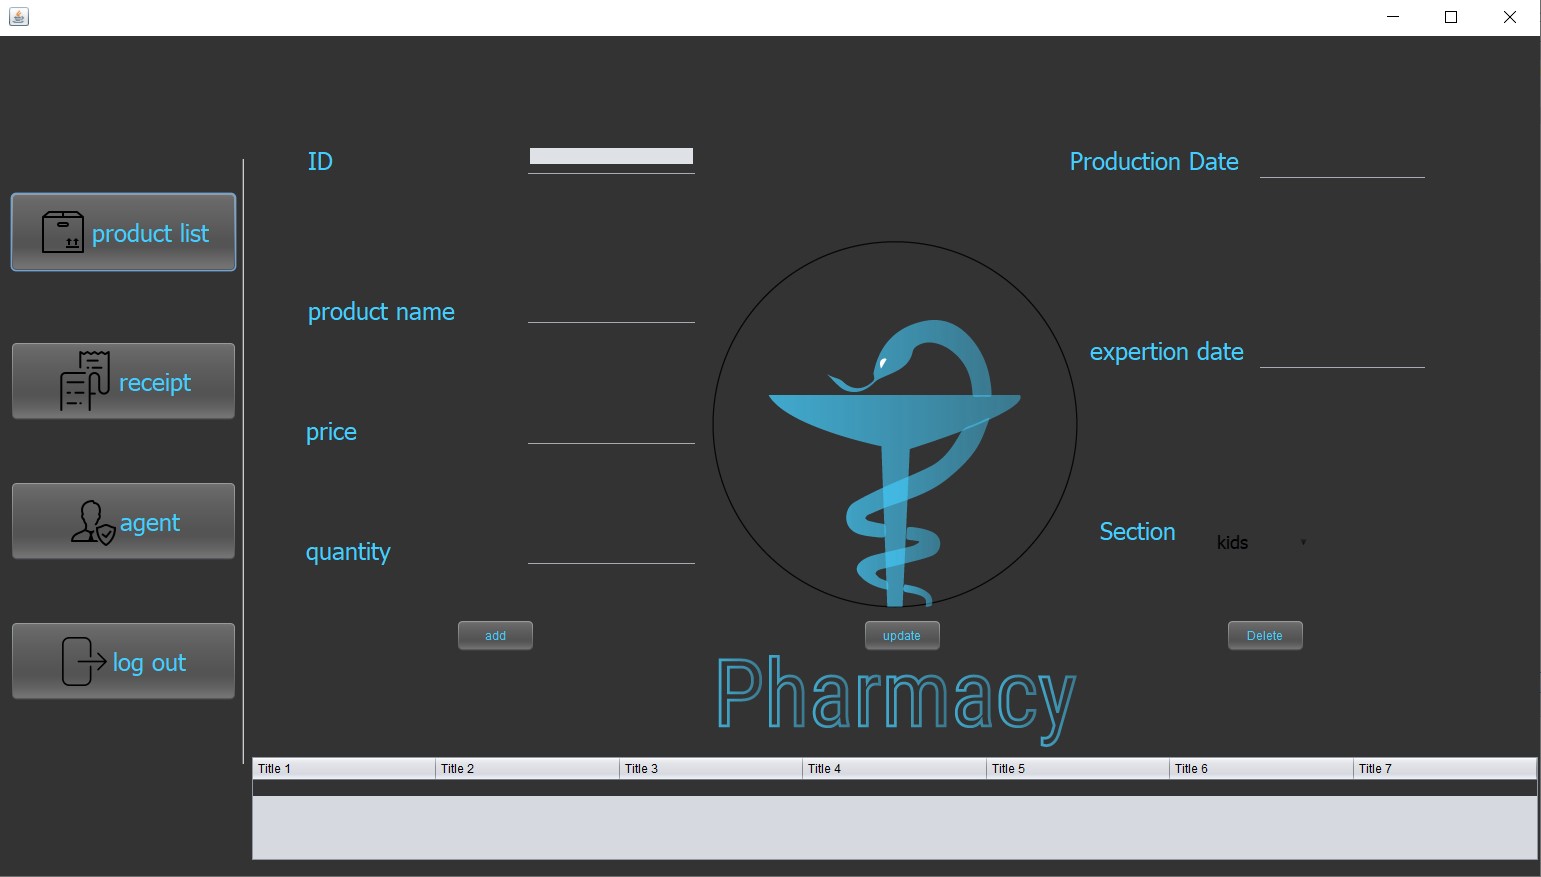 ID
Production Date
product list
product name
expertion date
receipt
price
agent
Section
kids
quantity
add
update
Delete
log out
Pharmacy
Title 1
Title 2
Title 3
Title 4
Title 5
Title 6
Title 7